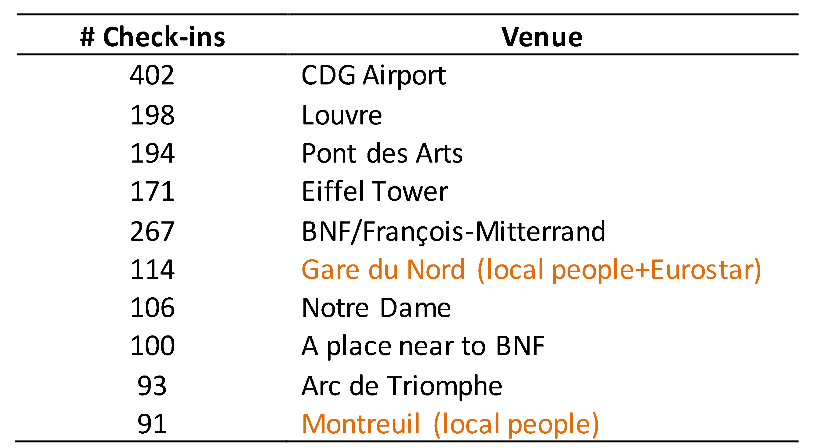 # Check-ins Venue
402 CDG Airport
198 Louvre
194 Pont des Arts
171 Eiffel Tower
267 BNF/François-Mitterrand
114 Gare du Nord (local people+Eurostar)
106 Notre Dame
100 A place near to BNF
93 Arc de Triomphe
91 Montreuil (local people)